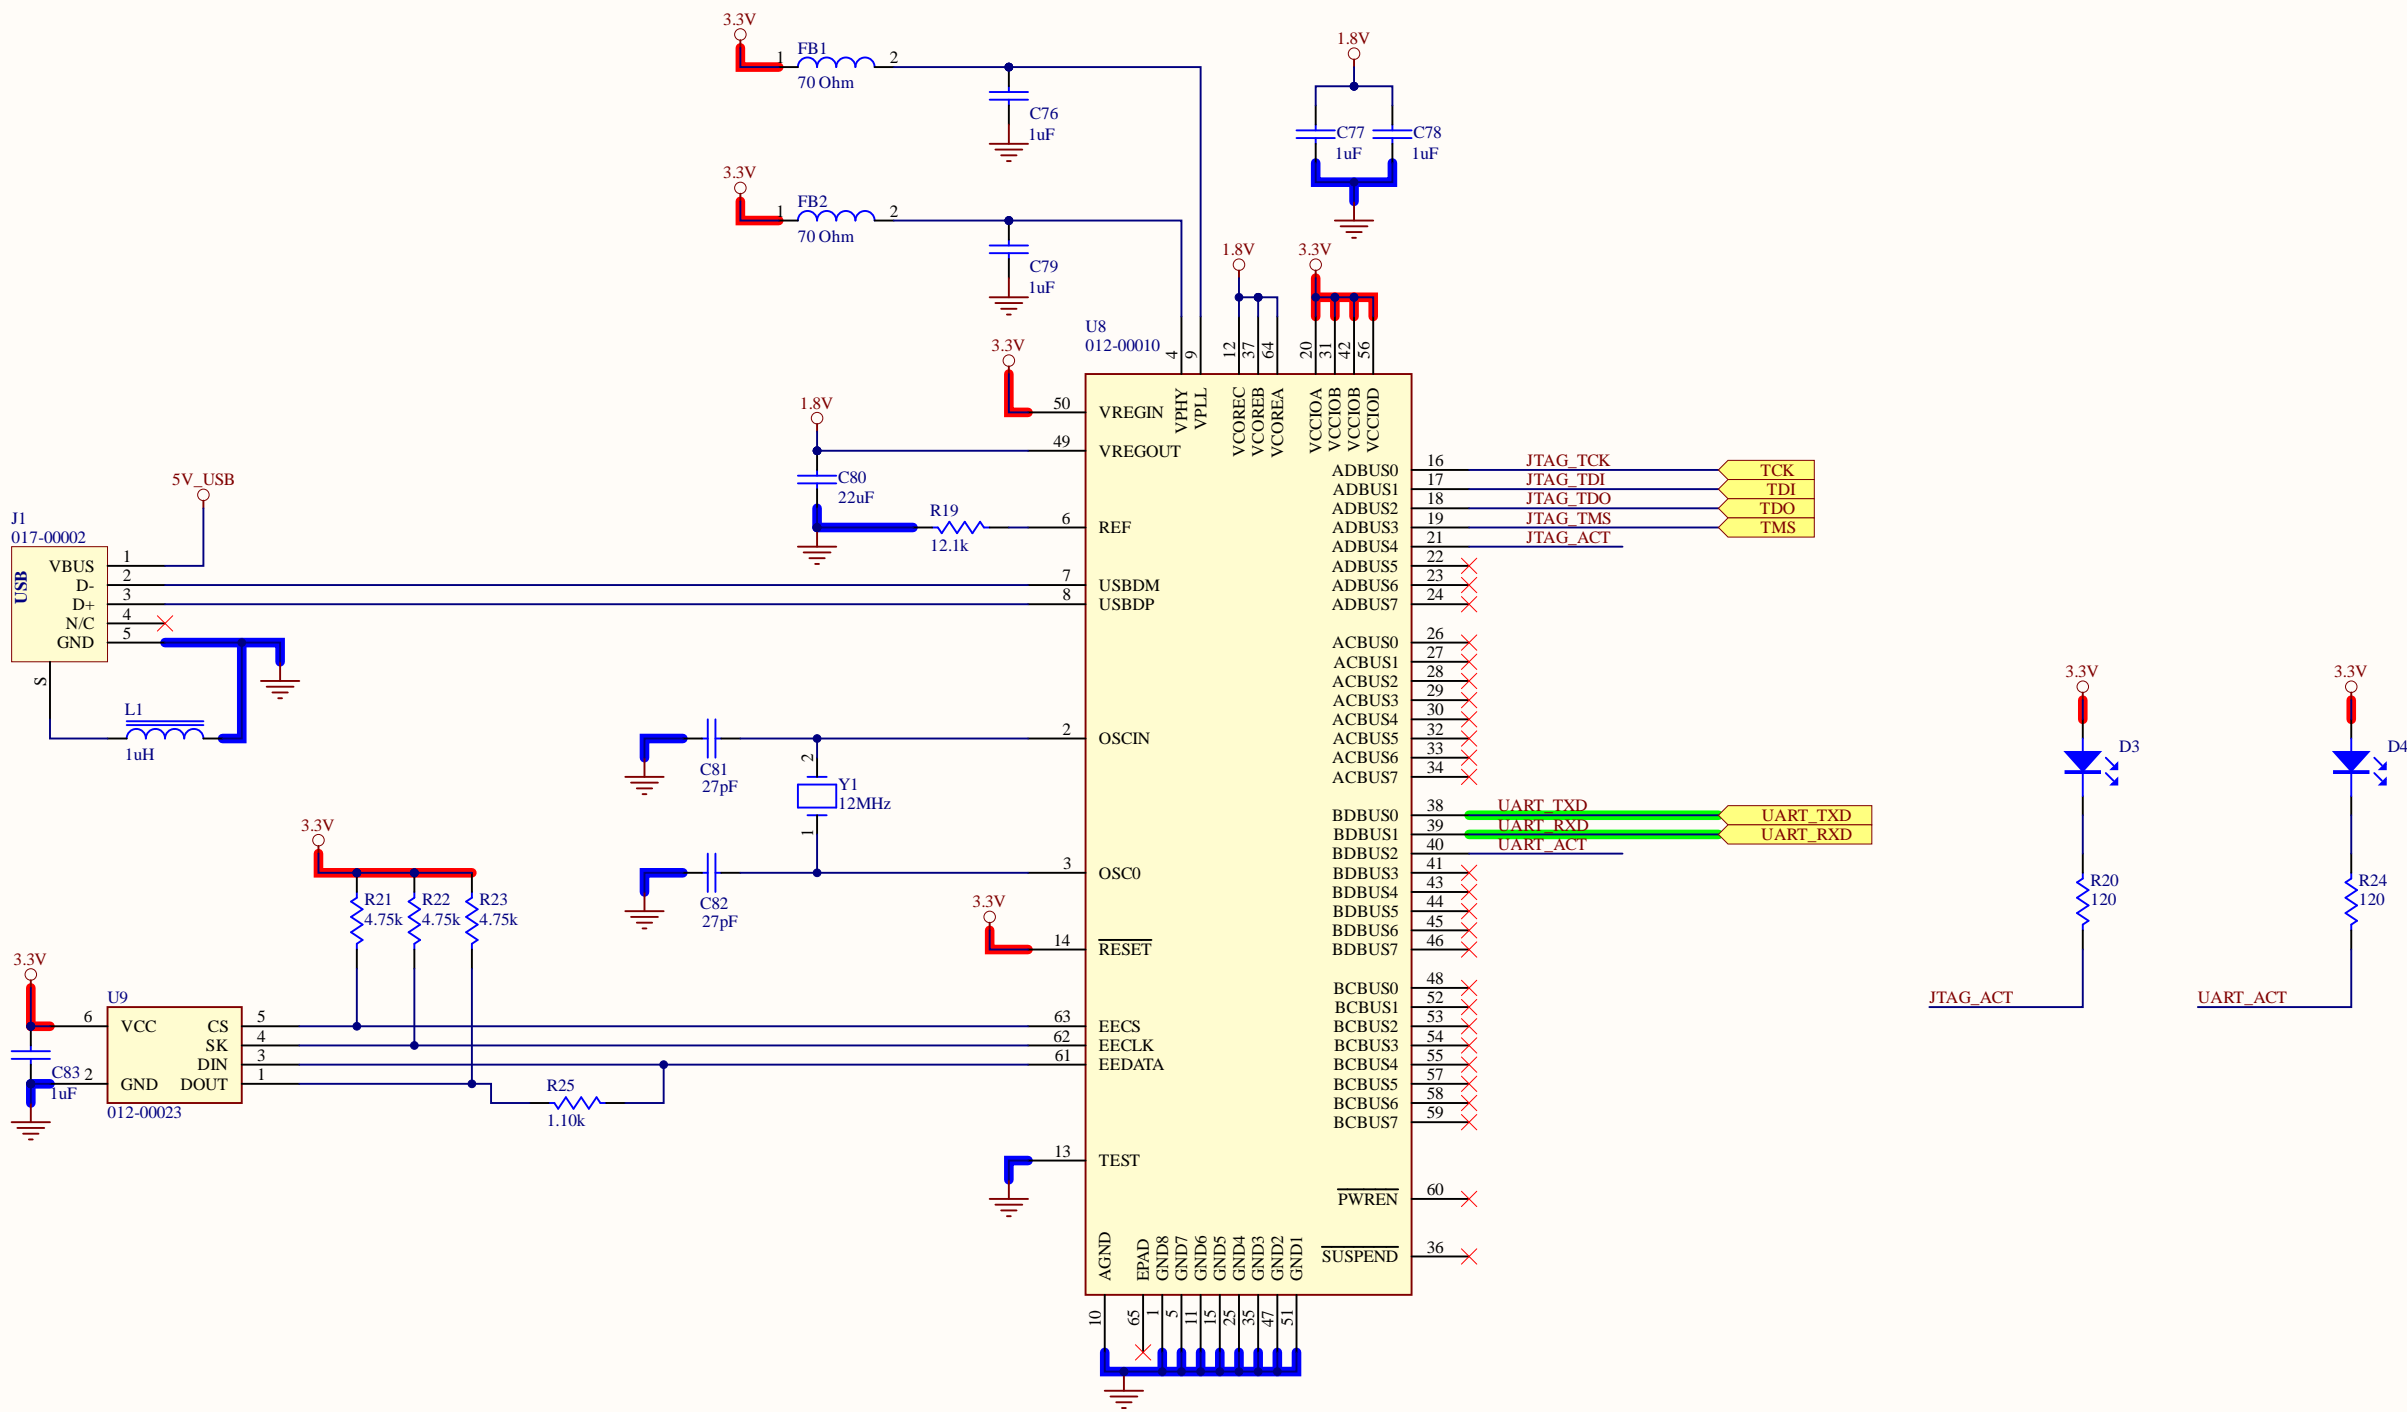 3.3V
1 FB1 2
70 Ohm
C76
1uF
1.8V
C77
1uF
C78
1uF
3.3V
1 FB2 2
70 Ohm
C79
1uF
1.8V
3.3V
U8
012-00010
4
9
12
37
64
20
31
42
56
VPHY
VPLL
VCOREC
VCOREB
VCOREA
VCCIOA
VCCIOB
VCCIOB
VCCIOD
3.3V
50 VREGIN
1.8V
49 VREGOUT
C80
22uF
R19
12.1k
6 REF
7 USBDM
8 USBDP
5V_USB
J1
017-00002
USB
VBUS 1
D- 2
D+ 3
N/C 4
GND 5
S
L1
1uH
C81
27pF
2 OSCIN
2
Y1
12MHz
1
C82
27pF
3 OSC0
3.3V
14 RESET
3.3V
R21
4.75k
R22
4.75k
R23
4.75k
3.3V
U9
6 VCC
CS 5
SK 4
DIN 3
2 GND
DOUT 1
012-00023
C83
1uF
R25
1.10k
63 EECS
62 EECLK
61 EEDATA
13 TEST
ADBUS0 16 JTAG_TCK TCK
ADBUS1 17 JTAG_TDI TDI
ADBUS2 18 JTAG_TDO TDO
ADBUS3 19 JTAG_TMS TMS
ADBUS4 21 JTAG_ACT
ADBUS5 22
ADBUS6 23
ADBUS7 24
ACBUS0 26
ACBUS1 27
ACBUS2 28
ACBUS3 29
ACBUS4 30
ACBUS5 32
ACBUS6 33
ACBUS7 34
BDBUS0 38 UART_TXD UART_TXD
BDBUS1 39 UART_RXD UART_RXD
BDBUS2 40 UART_ACT
BDBUS3 41
BDBUS4 43
BDBUS5 44
BDBUS6 45
BDBUS7 46
BCBUS0 48
BCBUS1 52
BCBUS2 53
BCBUS3 54
BCBUS4 55
BCBUS5 57
BCBUS6 58
BCBUS7 59
PWREN 60
SUSPEND 36
AGND
EPAD
GND8
GND7
GND6
GND5
GND4
GND3
GND2
GND1
10
65
1
5
11
15
25
35
47
51
3.3V
D3
R20
120
JTAG_ACT
3.3V
D4
R24
120
UART_ACT